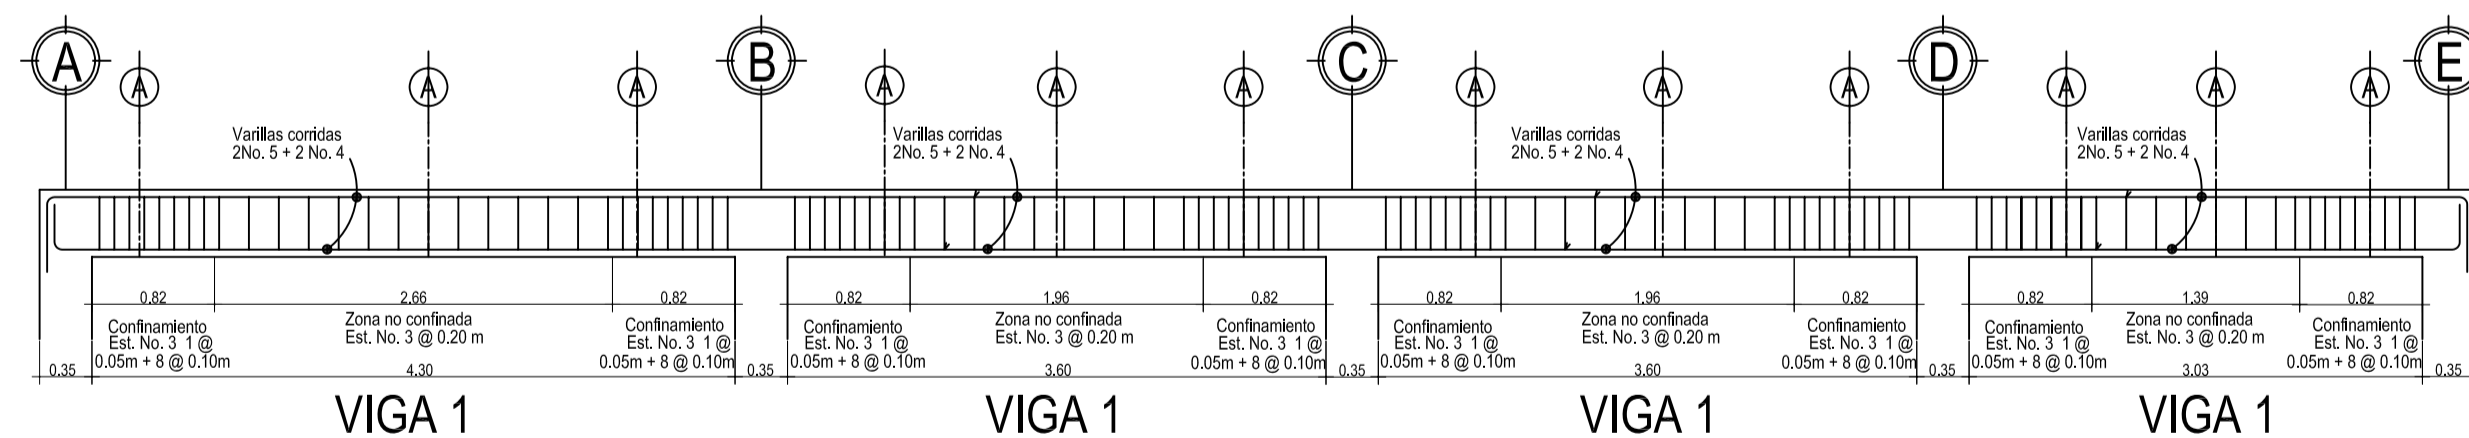 A B C D E
A A A A A A A A A A A A
Varillas corridas
2No. 5 + 2 No. 4
Varillas corridas
2No. 5 + 2 No. 4
Varillas corridas
2No. 5 + 2 No. 4
Varillas corridas
2No. 5 + 2 No. 4
0.82 2.66 0.82 0.82 1.96 0.82 0.82 1.96 0.82 0.82 1.39 0.82
Confinamiento
Est. No. 3 1 @
0.05m + 8 @ 0.10m
Zona no confinada
Est. No. 3 @ 0.20 m
Confinamiento
Est. No. 3 1 @
0.05m + 8 @ 0.10m
Confinamiento
Est. No. 3 1 @
0.05m + 8 @ 0.10m
Zona no confinada
Est. No. 3 @ 0.20 m
Confinamiento
Est. No. 3 1 @
0.05m + 8 @ 0.10m
Confinamiento
Est. No. 3 1 @
0.05m + 8 @ 0.10m
Zona no confinada
Est. No. 3 @ 0.20 m
Confinamiento
Est. No. 3 1 @
0.05m + 8 @ 0.10m
Confinamiento
Est. No. 3 1 @
0.05m + 8 @ 0.10m
Zona no confinada
Est. No. 3 @ 0.20 m
Confinamiento
Est. No. 3 1 @
0.05m + 8 @ 0.10m
0.35 4.30 0.35 3.60 0.35 3.60 0.35 3.03 0.35
VIGA 1 VIGA 1 VIGA 1 VIGA 1